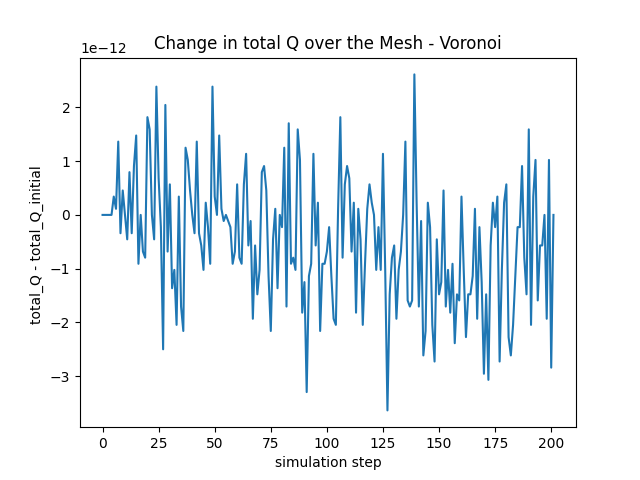 Change in total Q over the Mesh - Voronoi
1e−12
total_Q - total_Q_initial
2
1
0
−1
−2
−3
0 25 50 75 100 125 150 175 200
simulation step